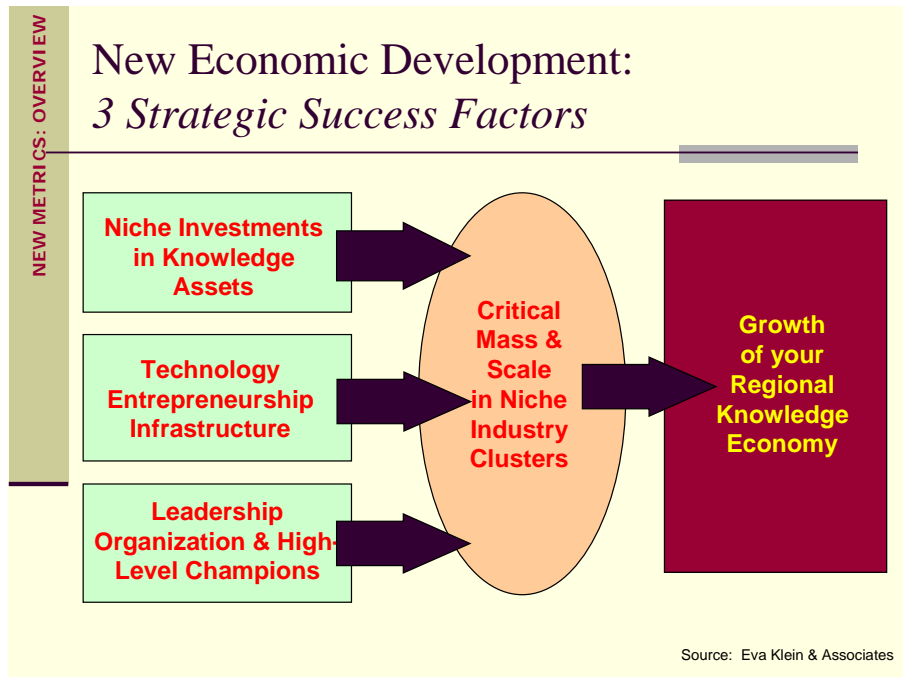 NEW METRICS: OVERVIEW
New Economic Development:
3 Strategic Success Factors
Niche Investments
in Knowledge
Assets
Technology
Entrepreneurship
Infrastructure
Leadership
Organization & High-
Level Champions
Critical
Mass &
Scale
in Niche
Industry
Clusters
Growth
of your
Regional
Knowledge
Economy
Source: Eva Klein & Associates